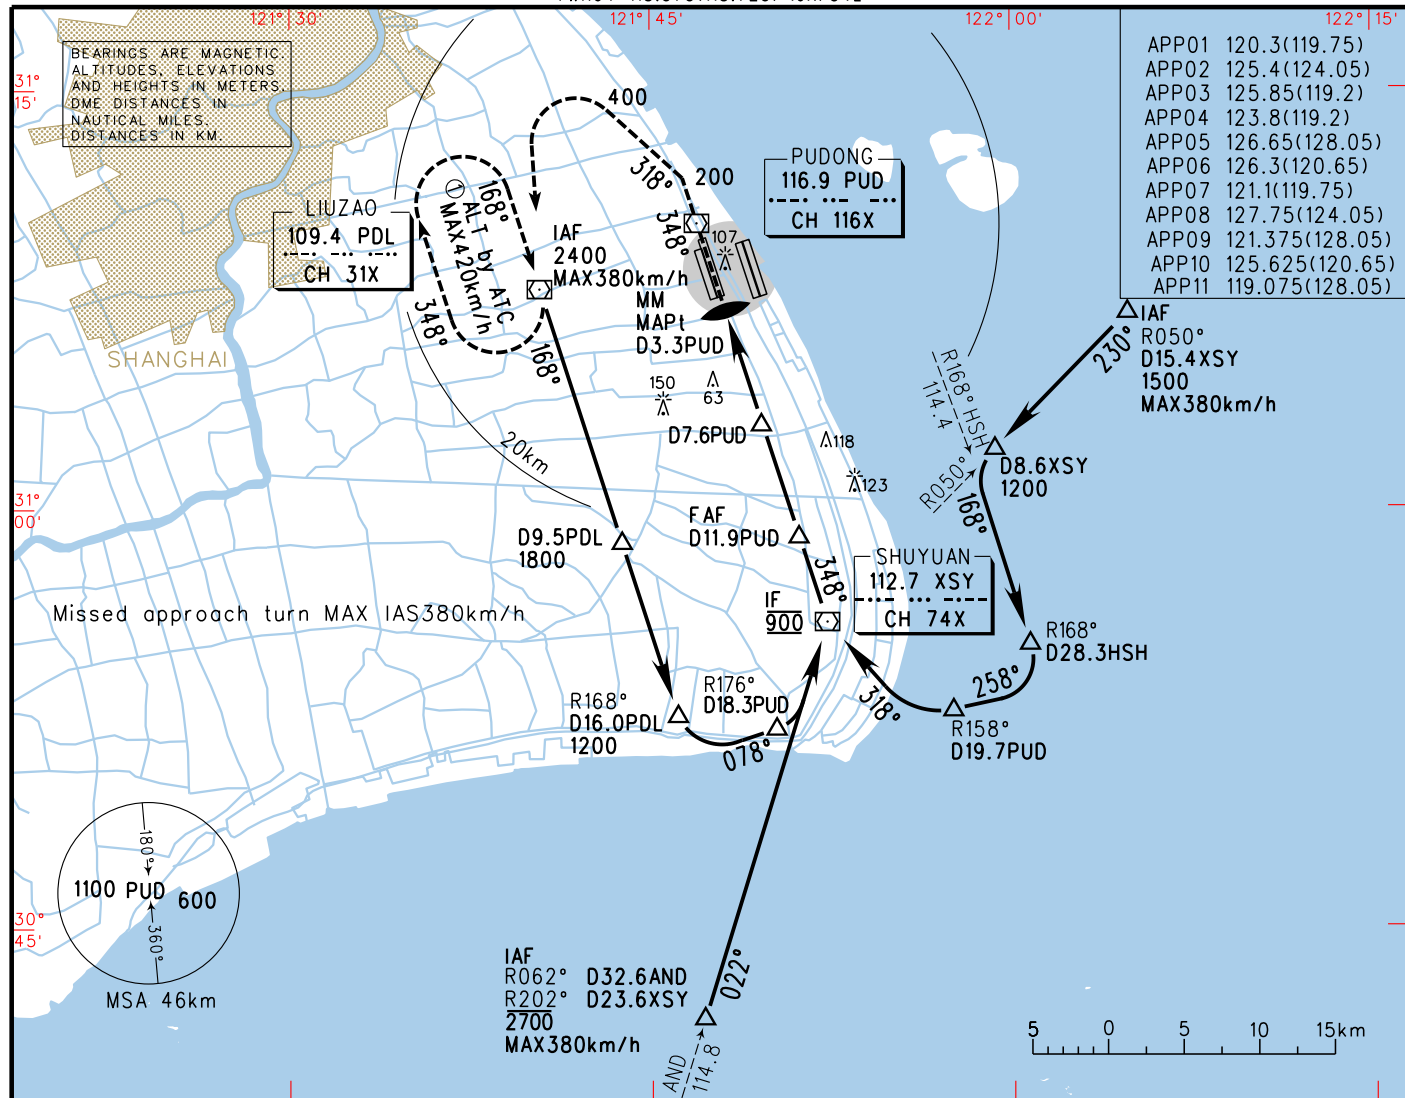 121° 30'
121° 45'
122° 00'
122° 15'
BEARINGS ARE MAGNETIC.
ALTITUDES, ELEVATIONS
AND HEIGHTS IN METERS.
DME DISTANCES IN
NAUTICAL MILES.
DISTANCES IN KM.
APP01 120.3(119.75)
APP02 125.4(124.05)
APP03 125.85(119.2)
APP04 123.8(119.2)
APP05 126.65(128.05)
APP06 126.3(120.65)
APP07 121.1(119.75)
APP08 127.75(124.05)
APP09 121.375(128.05)
APP10 125.625(120.65)
APP11 119.075(128.05)
31°
15'
400
318°
200
348°
PUDONG
116.9 PUD
CH 116X
107
LIUZAO
109.4 PDL
CH 31X
① ALT by ATC
MAX420km/h
168°
348°
168°
IAF
2400
MAX380km/h
MM
MAPt
D3.3PUD
SHANGHAI
150
63
D7.6PUD
118
123
20km
IAF
R050°
D15.4XSY
1500
MAX380km/h
230°
R168° HSH
114.4
R050°
D8.6XSY
1200
168°
31°
00'
D9.5PDL
1800
FAF
D11.9PUD
348°
SHUYUAN
112.7 XSY
CH 74X
IF
900
Missed approach turn MAX IAS380km/h
R168°
D28.3HSH
258°
318°
R158°
D19.7PUD
R168°
D16.0PDL
1200
R176°
D18.3PUD
078°
180°
1100 PUD 600
360°
MSA 46km
30°
45'
IAF
R062° D32.6AND
R202° D23.6XSY
2700
MAX380km/h
022°
AND
114.8
5 0 5 10 15km